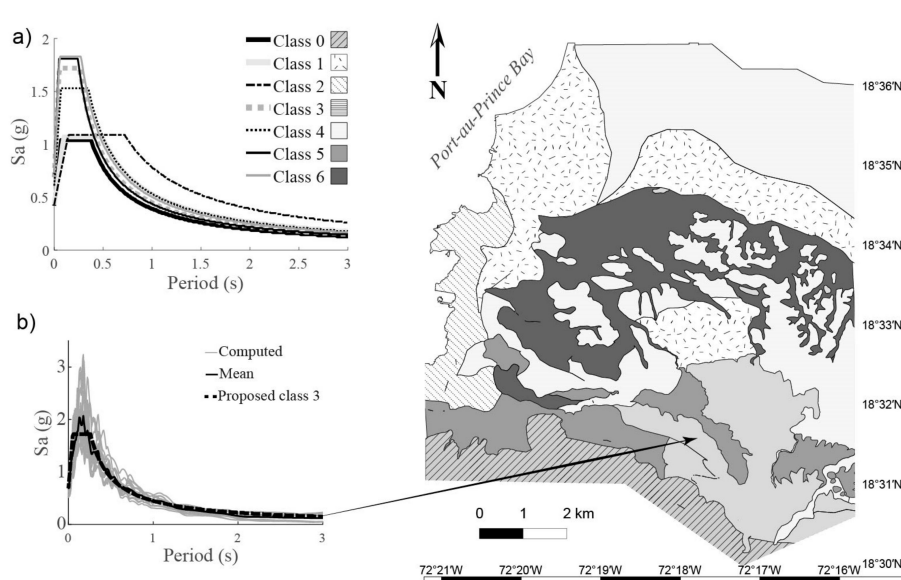 a)
2
1.5
1
0.5
0
Sa (g)
0 0.5 1 1.5 2 2.5 3
Period (s)
Class 0
Class 1
Class 2
Class 3
Class 4
Class 5
Class 6
b)
3
2
1
0
Sa (g)
0 1 2 3
Period (s)
Computed
Mean
Proposed class 3
N
Port-au-Prince Bay
18°36'N
18°35'N
18°34'N
18°33'N
18°32'N
18°31'N
18°30'N
0 1 2 km
72°21'W 72°20'W 72°19'W 72°18'W 72°17'W 72°16'W